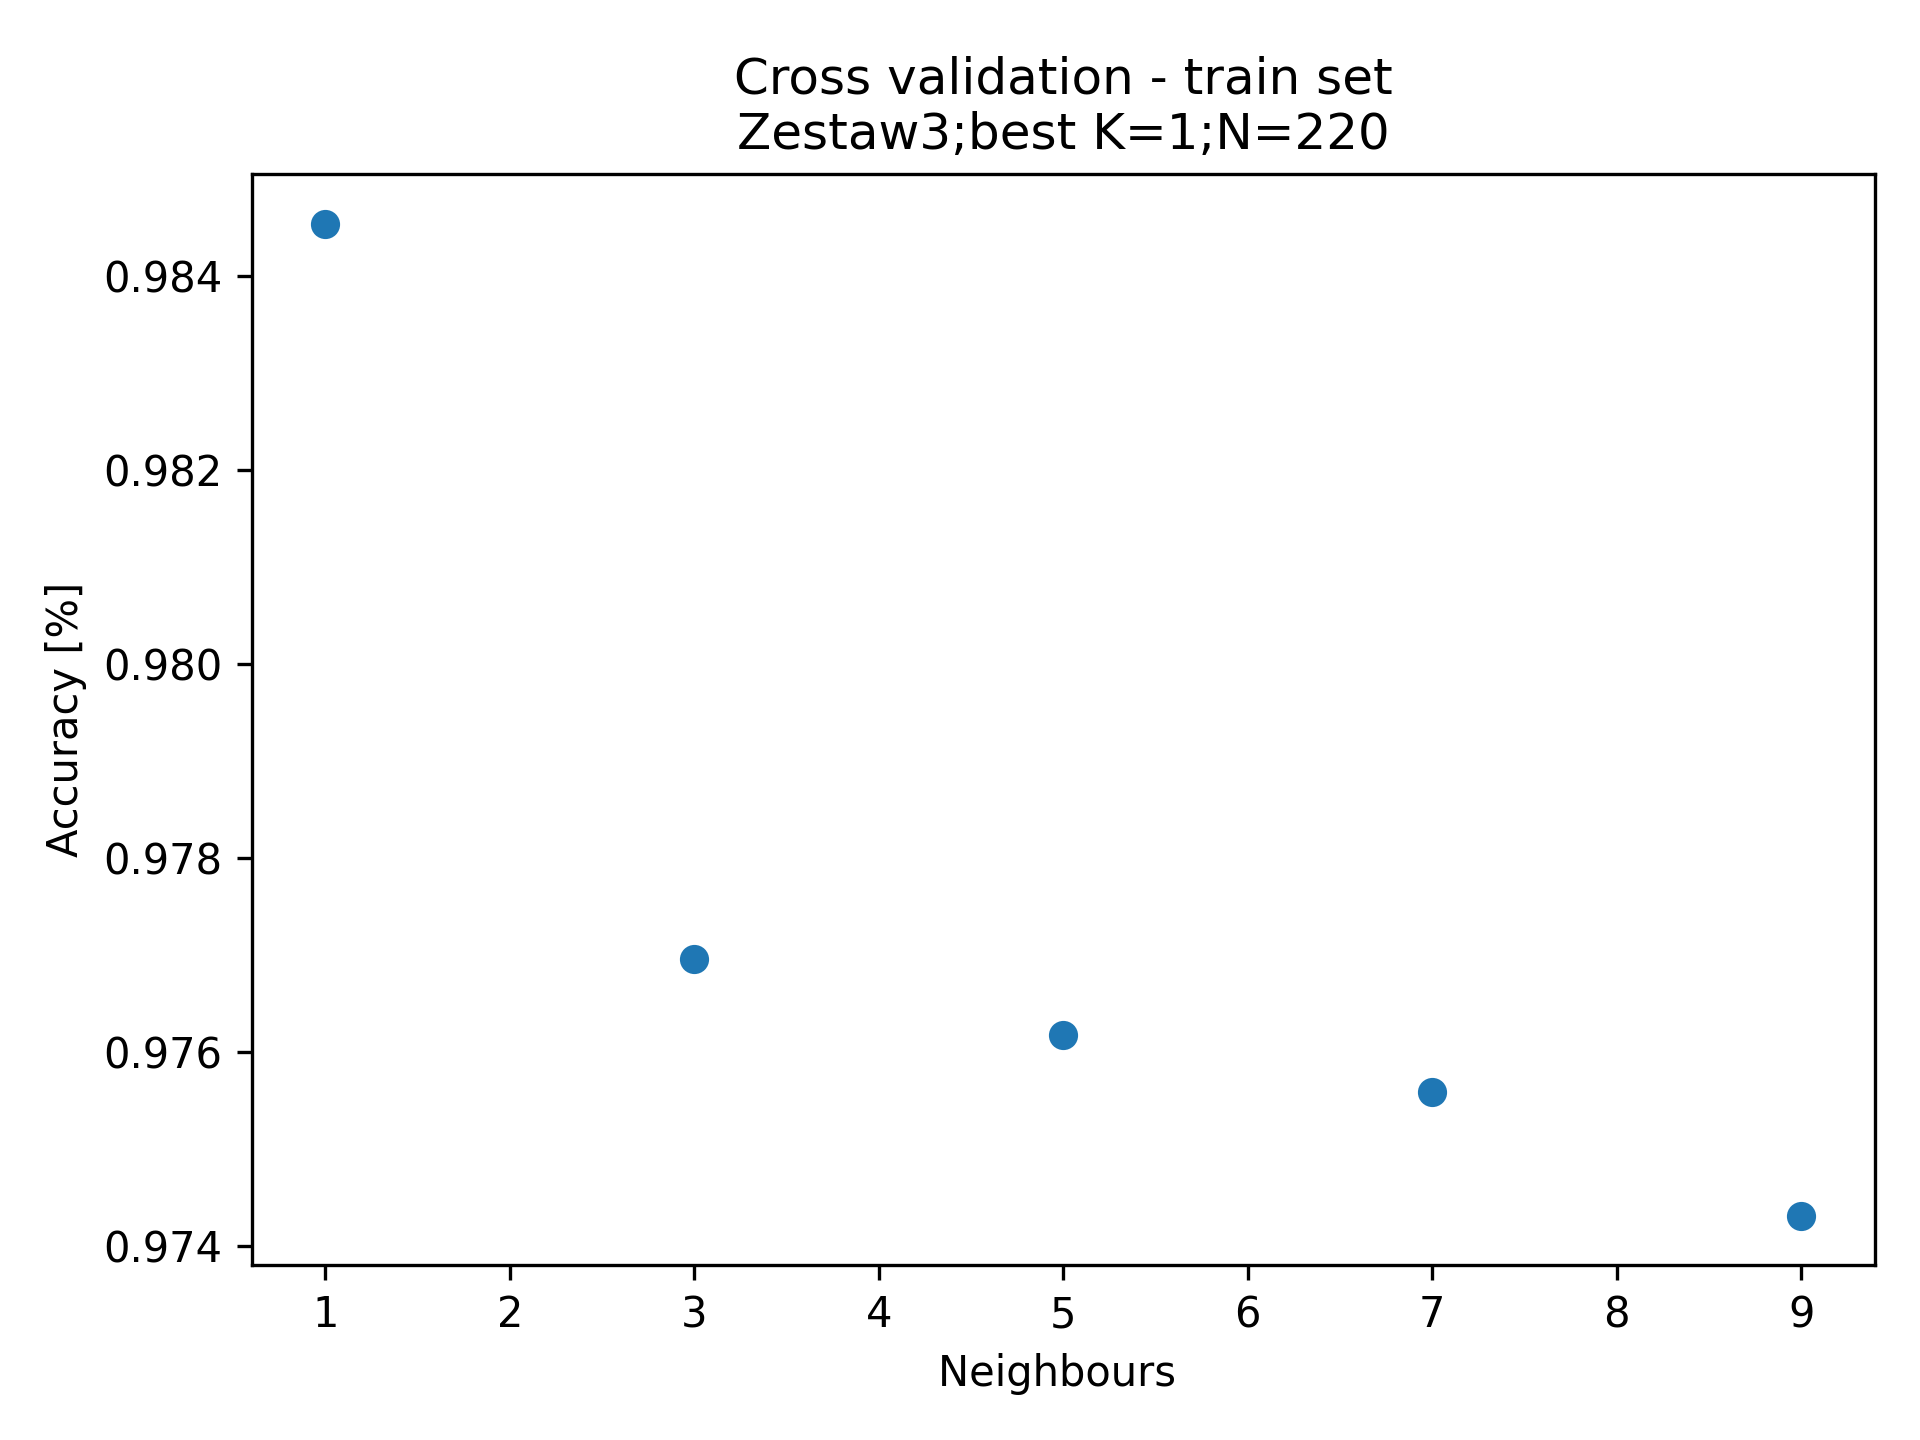 Cross validation - train set
Zestaw3;best K=1;N=220
Accuracy [%]
0.984
0.982
0.980
0.978
0.976
0.974
1 2 3 4 5 6 7 8 9
Neighbours